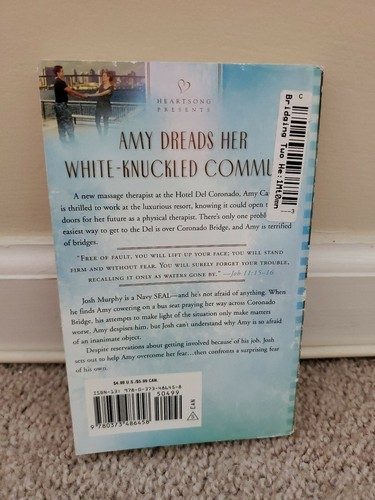 HEARTSONG
PRESENTS
AMY DREADS HER
WHITE-KNUCKLED COMMU
A new massage therapist at the Hotel Del Coronado, Amy Ca
is thrilled to work at the luxurious resort, knowing it could open
doors for her future as a physical therapist. There's only one prob
easiest way to get to the Del is over Coronado Bridge, and Amy is terrified
of bridges.
"FREE OF FAULT, YOU WILL LIFT UP YOUR FACE; YOU WILL STAND
FIRM AND WITHOUT FEAR. YOU WILL SURELY FORGET YOUR TROUBLE,
RECALLING IT ONLY AS WATERS GONE BY." —Job 11:15-16
Josh Murphy is a Navy SEAL—and he's not afraid of anything. When
he finds Amy cowering on a bus seat praying her way across Coronado
Bridge, his attempts to make light of the situation only make matters
worse. Amy despises him, but Josh can't understand why Amy is so afraid
of an inanimate object.
Despite reservations about getting involved because of his job, Josh
sets out to help Amy overcome her fear...then confronts a surprising fear
of his own.
$4.99 U.S./$5.99 CAN.
ISBN-13: 978-0-373-48645-8
50499
9 780373 486458
C
Bridging Two He:IM10mm
---3